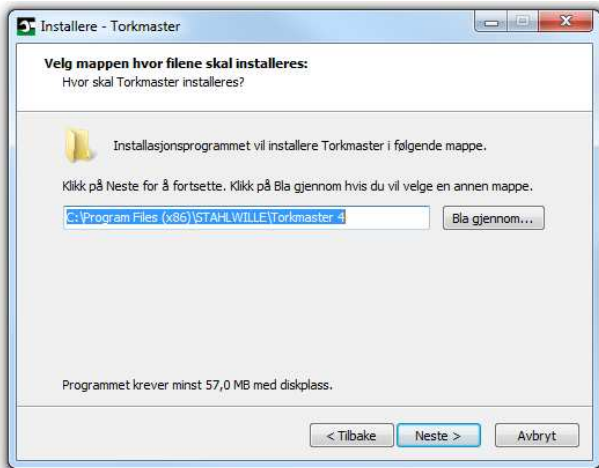 Installere - Torkmaster
Velg mappen hvor filene skal installeres:
Hvor skal Torkmaster installeres?
Installasjonsprogrammet vil installere Torkmaster i følgende mappe.
Klikk på Neste for å fortsette. Klikk på Bla gjennom hvis du vil velge en annen mappe.
C:\Program Files (x86)\STAHLWILLE\Torkmaster 4
Bla gjennom...
Programmet krever minst 57,0 MB med diskplass.
< Tilbake
Neste >
Avbryt